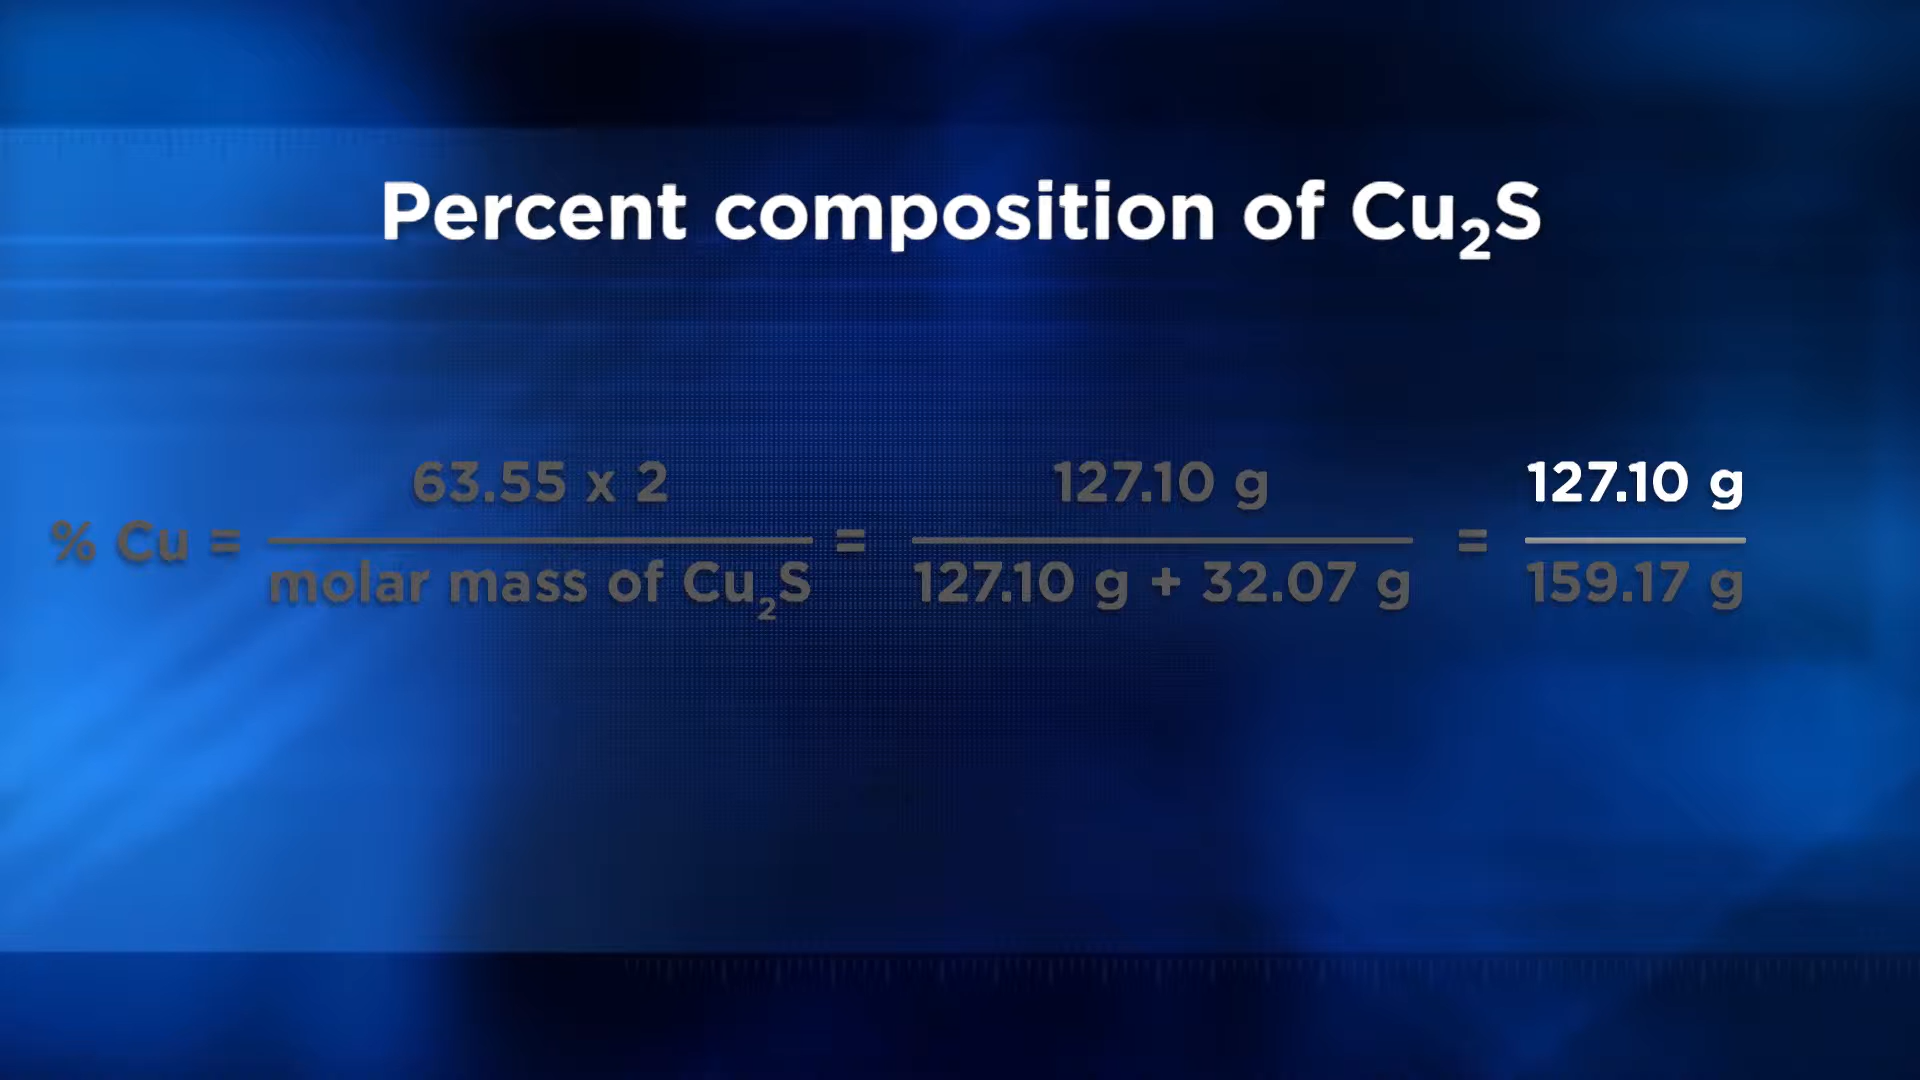 Percent composition of Cu₂S
63.55 x 2 127.10 g 127.10 g
% Cu = = =
molar mass of Cu₂S 127.10 g + 32.07 g 159.17 g